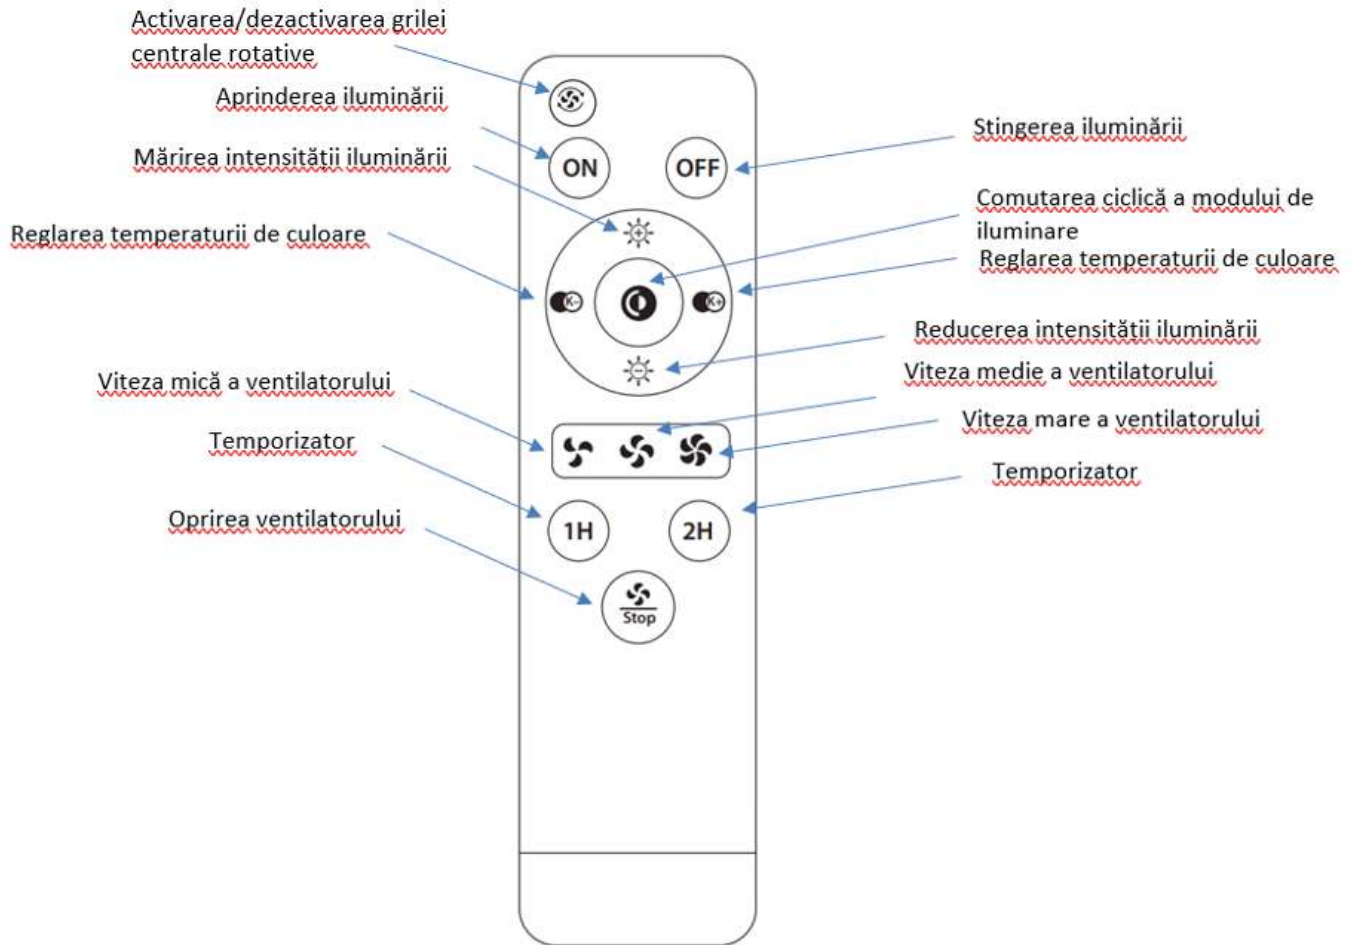 Activarea/dezactivarea grilei
centrale rotative
Aprinderea iluminării
Mărirea intensității iluminării
Reglarea temperaturii de culoare
Viteza mică a ventilatorului
Temporizator
Oprirea ventilatorului
ON
OFF
K-
K+
1H
2H
Stop
Stingerea iluminării
Comutarea ciclică a modului de
iluminare
Reglarea temperaturii de culoare
Reducerea intensității iluminării
Viteza medie a ventilatorului
Viteza mare a ventilatorului
Temporizator